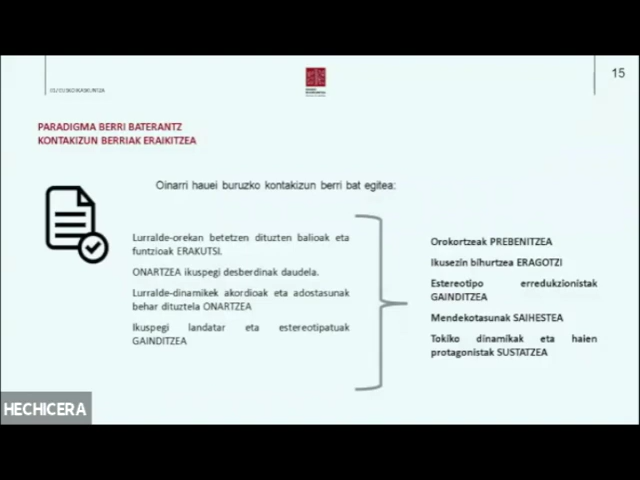 15
PARADIGMA BERRI BATERANTZ
KONTAKIZUN BERRIAK ERAIKITZEA
Oinarri hauei buruzko kontakizun berri bat egitea:
Lurralde-orekan betetzen dituzten balioak eta
funtzioak ERAKUTSI.
ONARTZEA ikuspegi desberdinak daudela.
Lurralde-dinamikek akordioak eta adostasunak
behar dituztela ONARTZEA
Ikuspegi landatar eta estereotipatuak
GAINDITZEA
Orokortzeak PREBENITZEA
Ikusezin bihurtzea ERAGOTZI
Estereotipo erredukzionistak
GAINDITZEA
Mendekotasunak SAIHESTEA
Tokiko dinamikak eta haien
protagonistak SUSTATZEA
HECHICERA